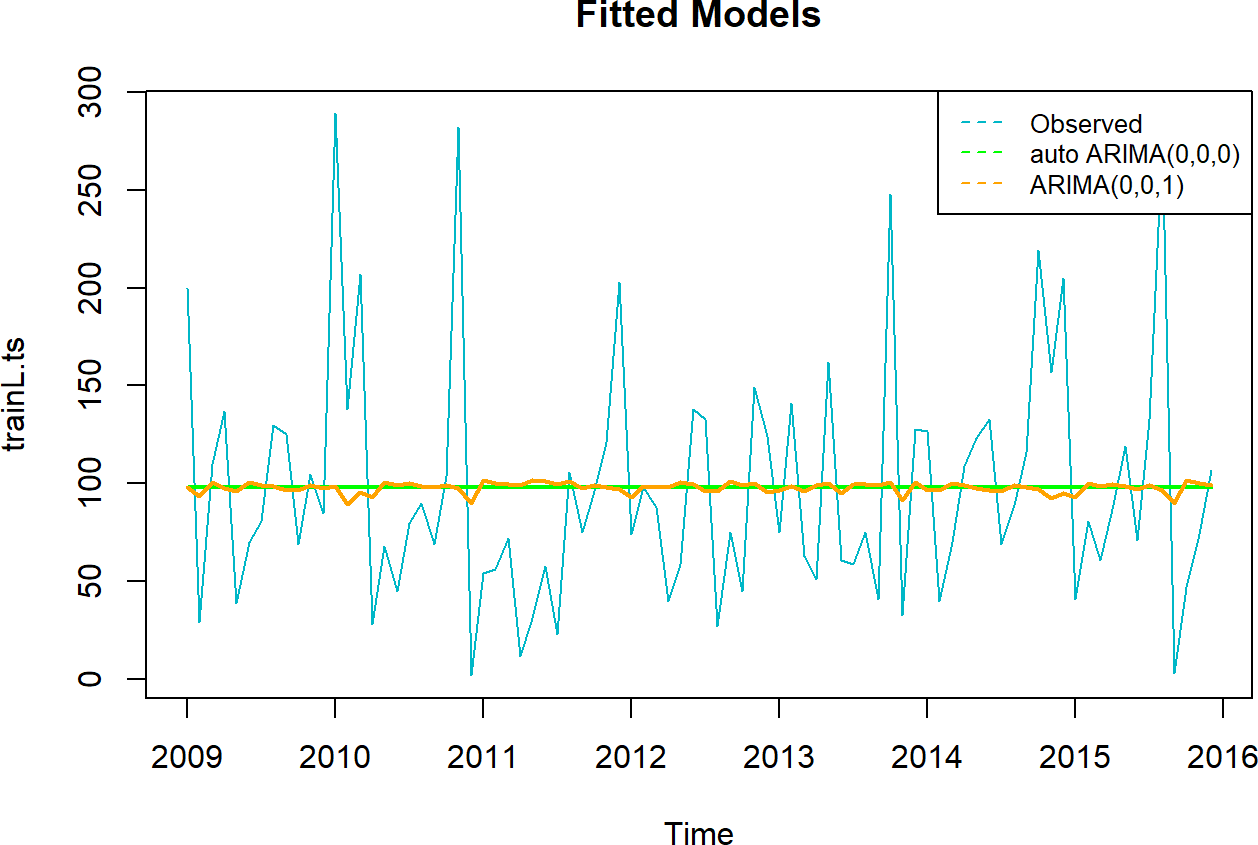 Fitted Models
300
250
200
150
100
50
0
trainL.ts
Observed
auto ARIMA(0,0,0)
ARIMA(0,0,1)
2009 2010 2011 2012 2013 2014 2015 2016
Time